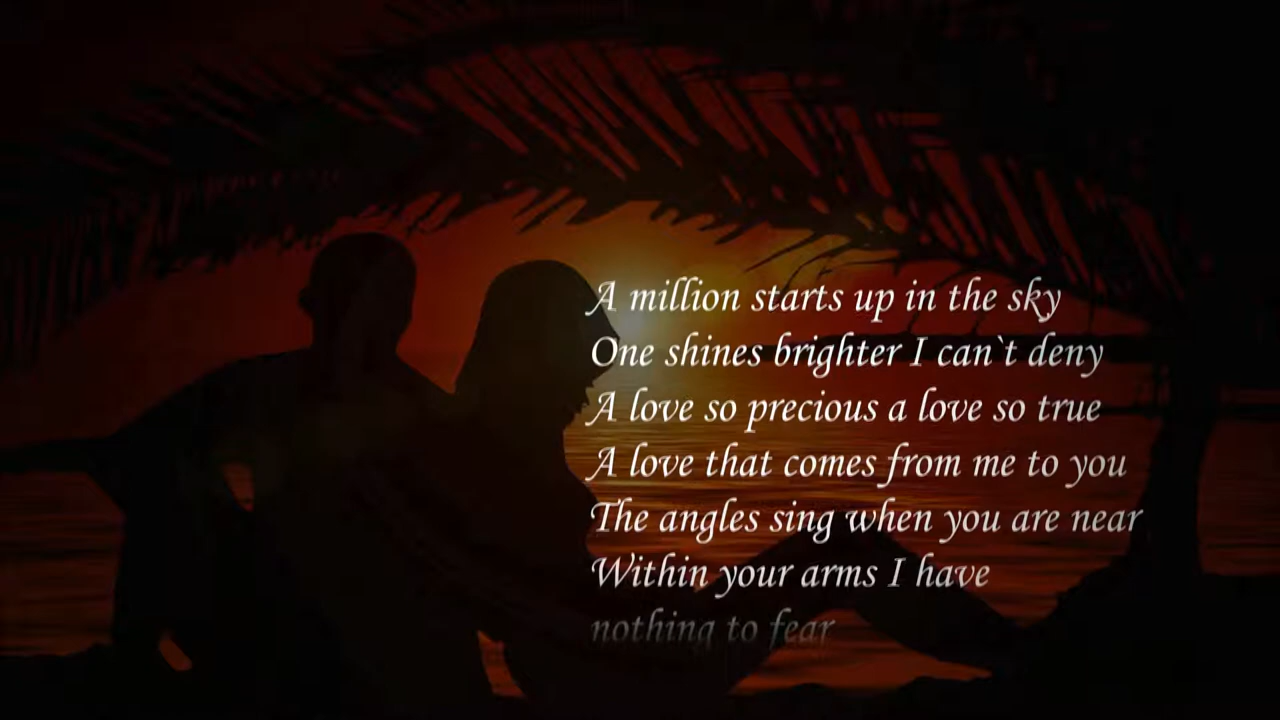 A million starts up in the sky
One shines brighter I can`t deny
A love so precious a love so true
A love that comes from me to you
The angles sing when you are near
Within your arms I have
nothing to fear